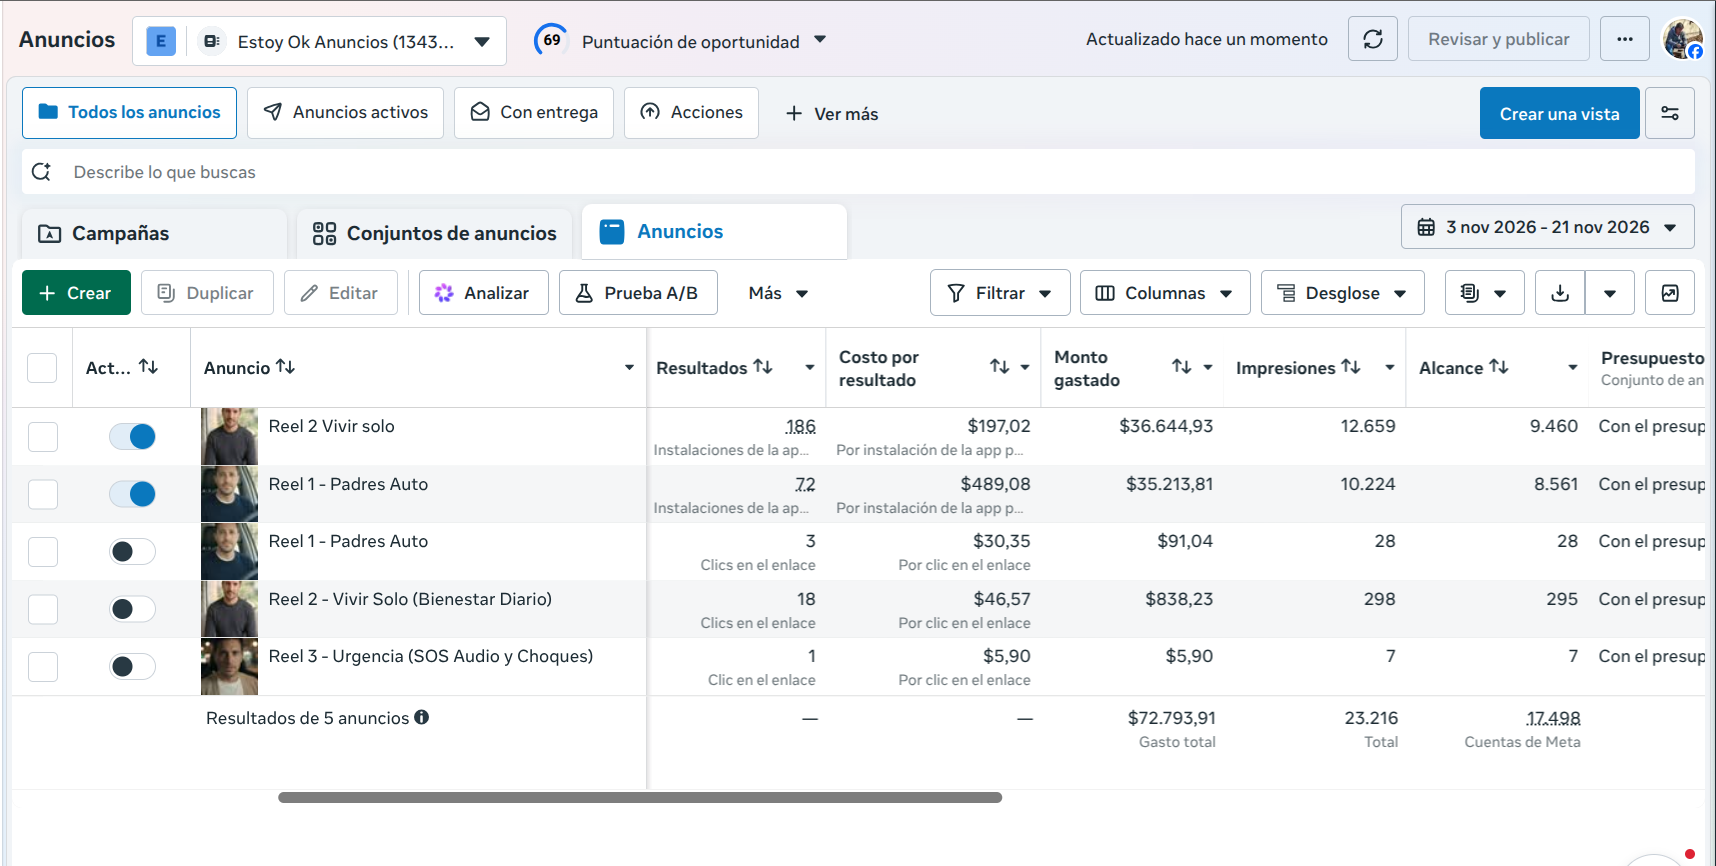 Anuncios
E
Estoy Ok Anuncios (1343...
69
Puntuación de oportunidad
Actualizado hace un momento
Revisar y publicar
Todos los anuncios
Anuncios activos
Con entrega
Acciones
Ver más
Crear una vista
Describe lo que buscas
Campañas
Conjuntos de anuncios
Anuncios
3 nov 2026 - 21 nov 2026
Crear
Duplicar
Editar
Analizar
Prueba A/B
Más
Filtrar
Columnas
Desglose
Act...
Anuncio
Resultados
Costo por
resultado
Monto
gastado
Impresiones
Alcance
Presupuesto
Conjunto de an
Reel 2 Vivir solo
186
Instalaciones de la ap...
$197,02
Por instalación de la app p...
$36.644,93
12.659
9.460
Con el presup
Reel 1 - Padres Auto
72
Instalaciones de la ap...
$489,08
Por instalación de la app p...
$35.213,81
10.224
8.561
Con el presup
Reel 1 - Padres Auto
3
Clics en el enlace
$30,35
Por clic en el enlace
$91,04
28
28
Con el presup
Reel 2 - Vivir Solo (Bienestar Diario)
18
Clics en el enlace
$46,57
Por clic en el enlace
$838,23
298
295
Con el presup
Reel 3 - Urgencia (SOS Audio y Choques)
1
Clic en el enlace
$5,90
Por clic en el enlace
$5,90
7
7
Con el presup
Resultados de 5 anuncios
—
—
$72.793,91
Gasto total
23.216
Total
17.498
Cuentas de Meta